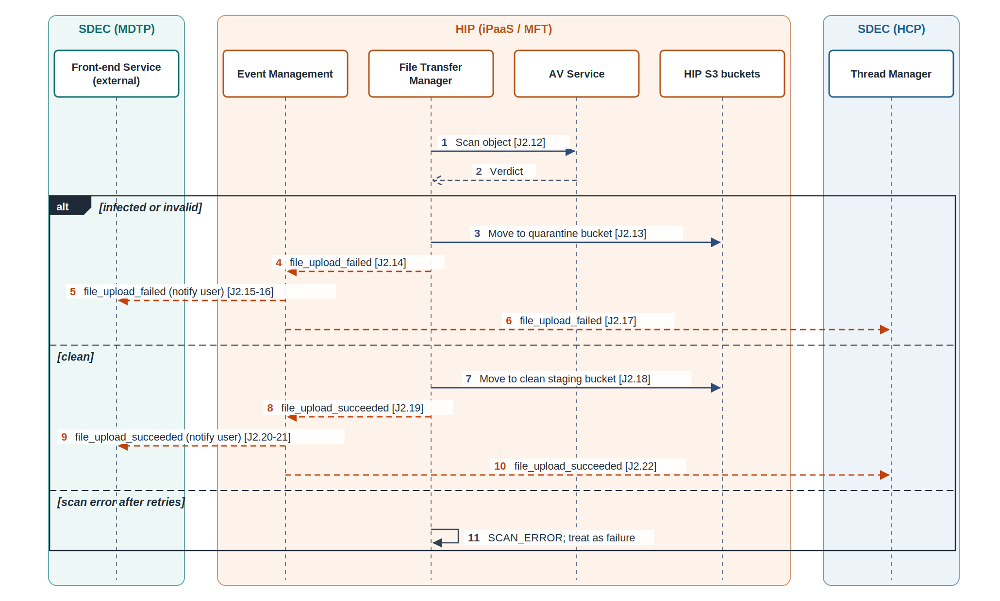 SDEC (MDTP)
HIP (iPaaS / MFT)
SDEC (HCP)
Front-end Service
(external)
Event Management
File Transfer
Manager
AV Service
HIP S3 buckets
Thread Manager
1 Scan object [J2.12]
2 Verdict
alt [infected or invalid]
3 Move to quarantine bucket [J2.13]
4 file_upload_failed [J2.14]
5 file_upload_failed (notify user) [J2.15-16]
6 file_upload_failed [J2.17]
[clean]
7 Move to clean staging bucket [J2.18]
8 file_upload_succeeded [J2.19]
9 file_upload_succeeded (notify user) [J2.20-21]
10 file_upload_succeeded [J2.22]
[scan error after retries]
11 SCAN_ERROR; treat as failure